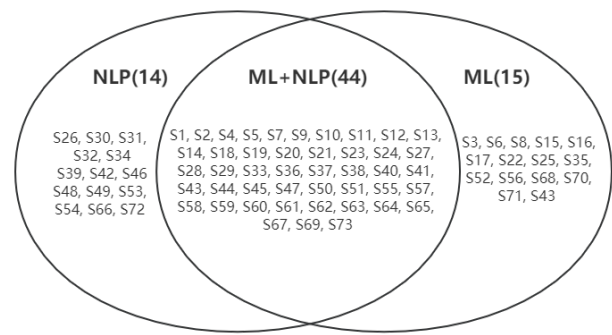 NLP(14)
ML+NLP(44)
ML(15)
S26, S30, S31,
S32, S34
S39, S42, S46
S48, S49, S53,
S54, S66, S72
S1, S2, S4, S5, S7, S9, S10, S11, S12, S13,
S14, S18, S19, S20, S21, S23, S24, S27,
S28, S29, S33, S36, S37, S38, S40, S41,
S43, S44, S45, S47, S50, S51, S55, S57,
S58, S59, S60, S61, S62, S63, S64, S65,
S67, S69, S73
S3, S6, S8, S15, S16,
S17, S22, S25, S35,
S52, S56, S68, S70,
S71, S43